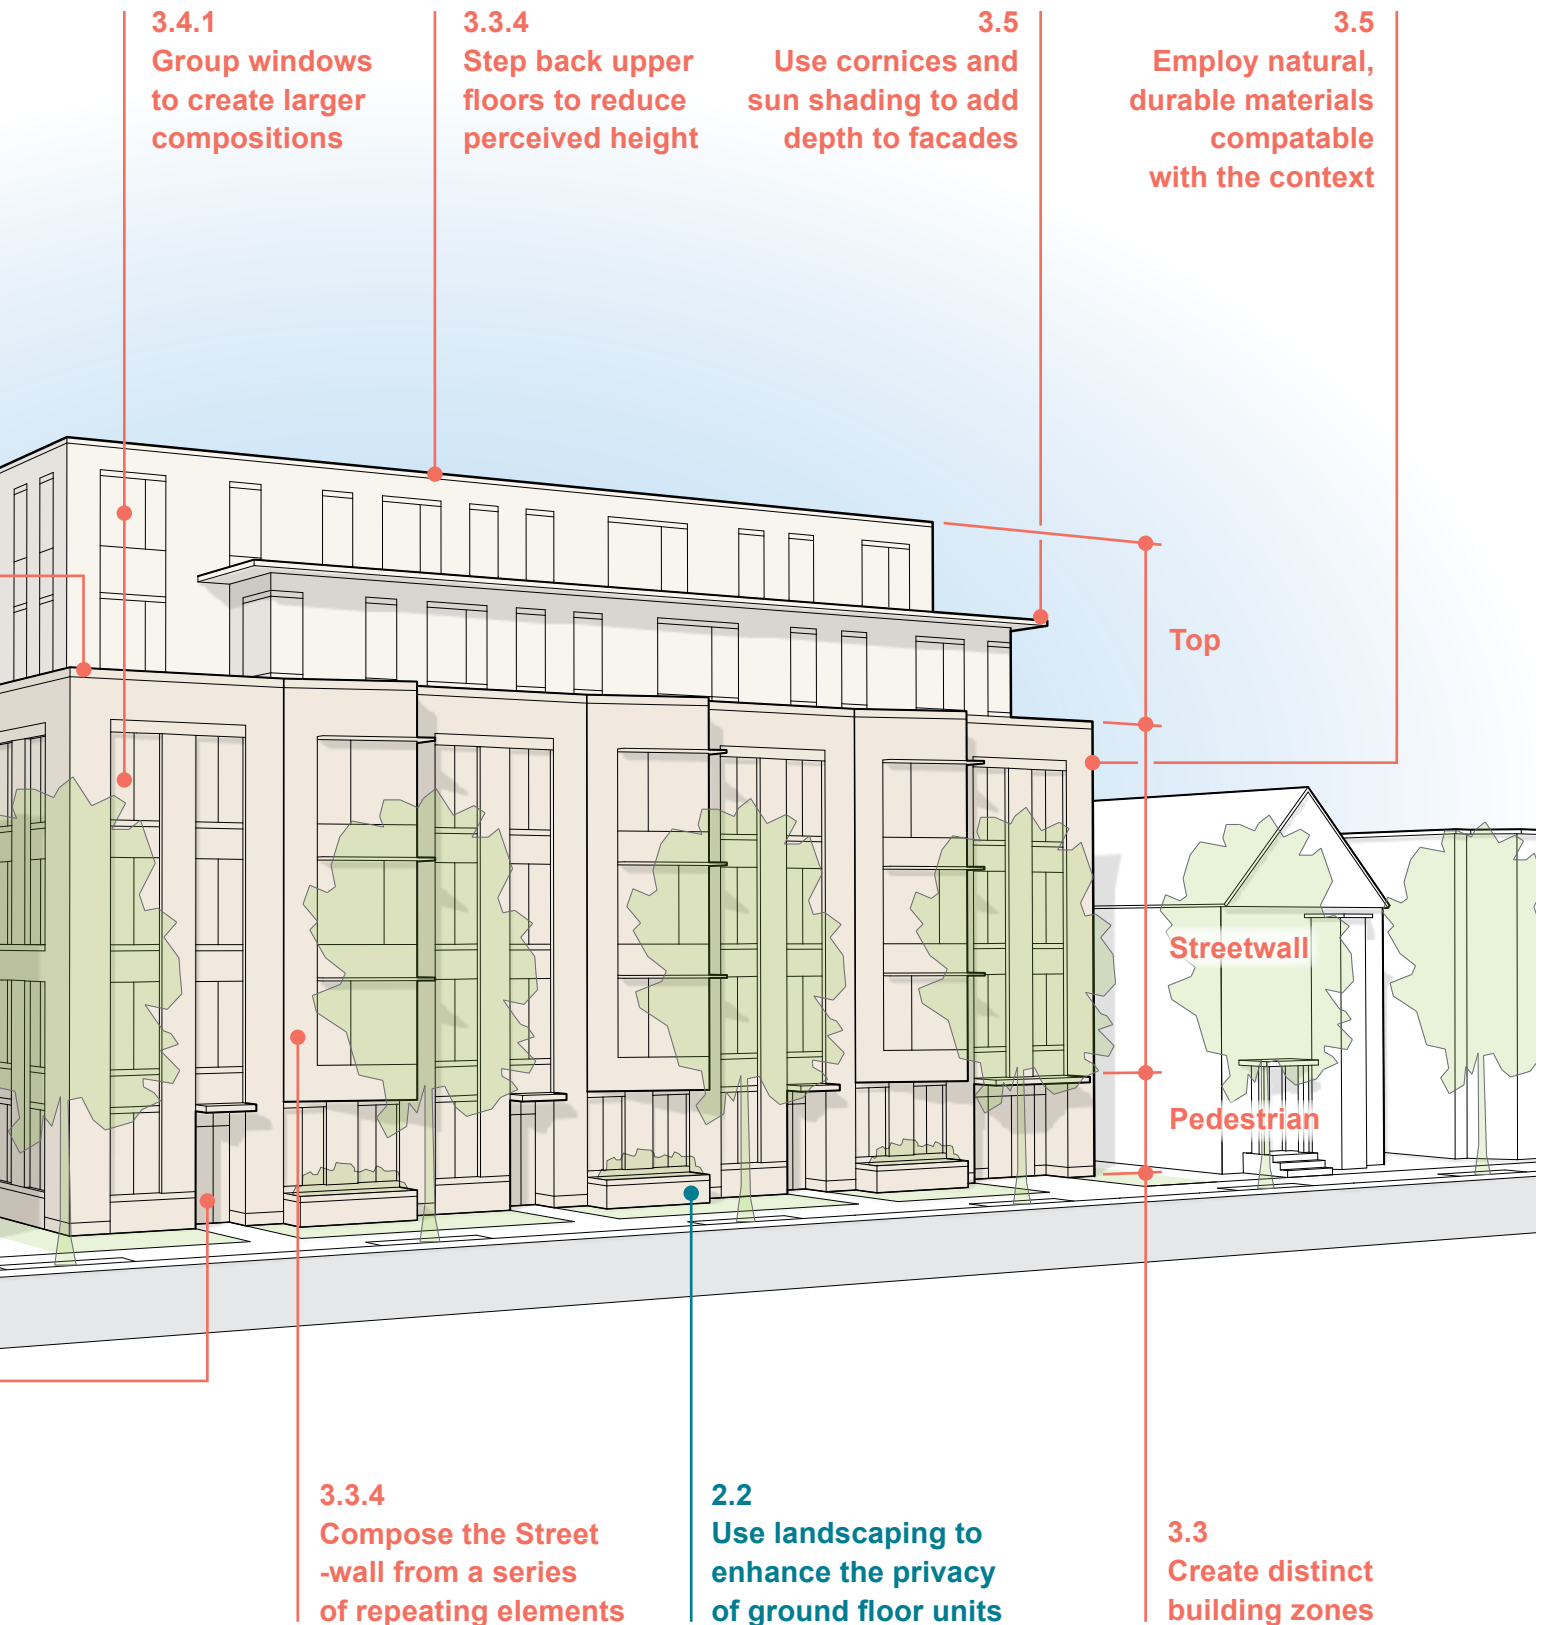 3.4.1
Group windows
to create larger
compositions
3.3.4
Step back upper
floors to reduce
perceived height
3.5
Use cornices and
sun shading to add
depth to facades
3.5
Employ natural,
durable materials
compatable
with the context
Top
Streetwall
Pedestrian
3.3.4
Compose the Street
-wall from a series
of repeating elements
2.2
Use landscaping to
enhance the privacy
of ground floor units
3.3
Create distinct
building zones